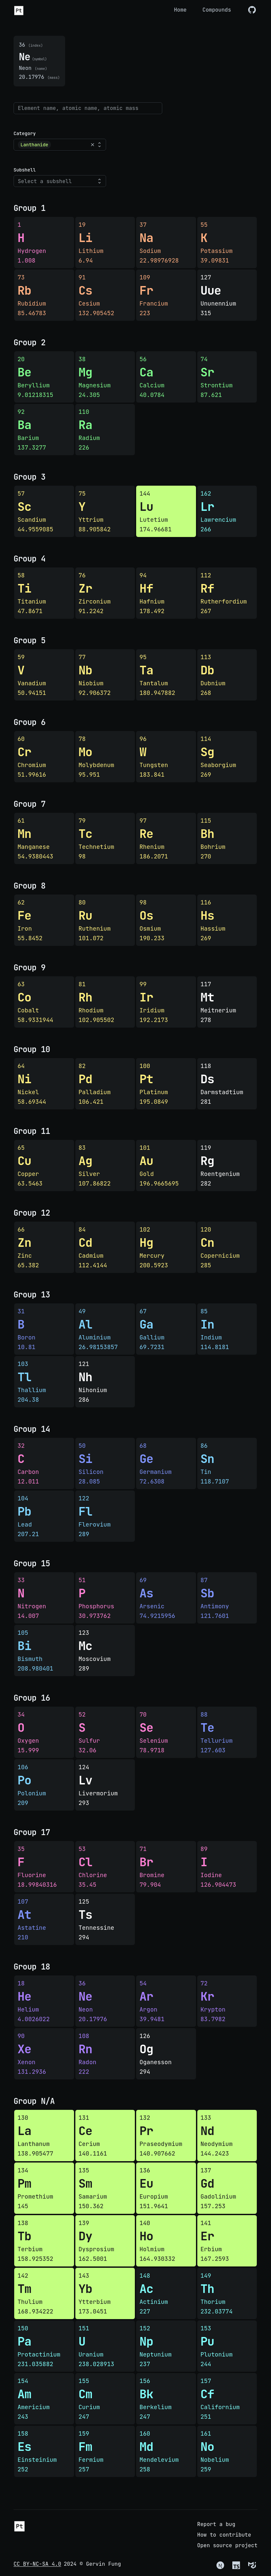 Pt
Home
Compounds
36 (index)
Ne (symbol)
Neon (name)
20.17976 (mass)
Element name, atomic name, atomic mass
Category
Lanthanide
Subshell
Select a subshell
Group 1
1
H
Hydrogen
1.008
19
Li
Lithium
6.94
37
Na
Sodium
22.98976928
55
K
Potassium
39.09831
73
Rb
Rubidium
85.46783
91
Cs
Cesium
132.905452
109
Fr
Francium
223
127
Uue
Ununennium
315
Group 2
20
Be
Beryllium
9.01218315
38
Mg
Magnesium
24.305
56
Ca
Calcium
40.0784
74
Sr
Strontium
87.621
92
Ba
Barium
137.3277
110
Ra
Radium
226
Group 3
57
Sc
Scandium
44.9559085
75
Y
Yttrium
88.905842
144
Lu
Lutetium
174.96681
162
Lr
Lawrencium
266
Group 4
58
Ti
Titanium
47.8671
76
Zr
Zirconium
91.2242
94
Hf
Hafnium
178.492
112
Rf
Rutherfordium
267
Group 5
59
V
Vanadium
50.94151
77
Nb
Niobium
92.906372
95
Ta
Tantalum
180.947882
113
Db
Dubnium
268
Group 6
60
Cr
Chromium
51.99616
78
Mo
Molybdenum
95.951
96
W
Tungsten
183.841
114
Sg
Seaborgium
269
Group 7
61
Mn
Manganese
54.9380443
79
Tc
Technetium
98
97
Re
Rhenium
186.2071
115
Bh
Bohrium
270
Group 8
62
Fe
Iron
55.8452
80
Ru
Ruthenium
101.072
98
Os
Osmium
190.233
116
Hs
Hassium
269
Group 9
63
Co
Cobalt
58.9331944
81
Rh
Rhodium
102.905502
99
Ir
Iridium
192.2173
117
Mt
Meitnerium
278
Group 10
64
Ni
Nickel
58.69344
82
Pd
Palladium
106.421
100
Pt
Platinum
195.0849
118
Ds
Darmstadtium
281
Group 11
65
Cu
Copper
63.5463
83
Ag
Silver
107.86822
101
Au
Gold
196.9665695
119
Rg
Roentgenium
282
Group 12
66
Zn
Zinc
65.382
84
Cd
Cadmium
112.4144
102
Hg
Mercury
200.5923
120
Cn
Copernicium
285
Group 13
31
B
Boron
10.81
49
Al
Aluminium
26.98153857
67
Ga
Gallium
69.7231
85
In
Indium
114.8181
103
Tl
Thallium
204.38
121
Nh
Nihonium
286
Group 14
32
C
Carbon
12.011
50
Si
Silicon
28.085
68
Ge
Germanium
72.6308
86
Sn
Tin
118.7107
104
Pb
Lead
207.21
122
Fl
Flerovium
289
Group 15
33
N
Nitrogen
14.007
51
P
Phosphorus
30.973762
69
As
Arsenic
74.9215956
87
Sb
Antimony
121.7601
105
Bi
Bismuth
208.980401
123
Mc
Moscovium
289
Group 16
34
O
Oxygen
15.999
52
S
Sulfur
32.06
70
Se
Selenium
78.9718
88
Te
Tellurium
127.603
106
Po
Polonium
209
124
Lv
Livermorium
293
Group 17
35
F
Fluorine
18.99840316
53
Cl
Chlorine
35.45
71
Br
Bromine
79.904
89
I
Iodine
126.904473
107
At
Astatine
210
125
Ts
Tennessine
294
Group 18
18
He
Helium
4.0026022
36
Ne
Neon
20.17976
54
Ar
Argon
39.9481
72
Kr
Krypton
83.7982
90
Xe
Xenon
131.2936
108
Rn
Radon
222
126
Og
Oganesson
294
Group N/A
130
La
Lanthanum
138.905477
131
Ce
Cerium
140.1161
132
Pr
Praseodymium
140.907662
133
Nd
Neodymium
144.2423
134
Pm
Promethium
145
135
Sm
Samarium
150.362
136
Eu
Europium
151.9641
137
Gd
Gadolinium
157.253
138
Tb
Terbium
158.925352
139
Dy
Dysprosium
162.5001
140
Ho
Holmium
164.930332
141
Er
Erbium
167.2593
142
Tm
Thulium
168.934222
143
Yb
Ytterbium
173.0451
148
Ac
Actinium
227
149
Th
Thorium
232.03774
150
Pa
Protactinium
231.035882
151
U
Uranium
238.028913
152
Np
Neptunium
237
153
Pu
Plutonium
244
154
Am
Americium
243
155
Cm
Curium
247
156
Bk
Berkelium
247
157
Cf
Californium
251
158
Es
Einsteinium
252
159
Fm
Fermium
257
160
Md
Mendelevium
258
161
No
Nobelium
259
Pt
Report a bug
How to contribute
Open source project
CC BY-NC-SA 4.0 2024 © Gervin Fung